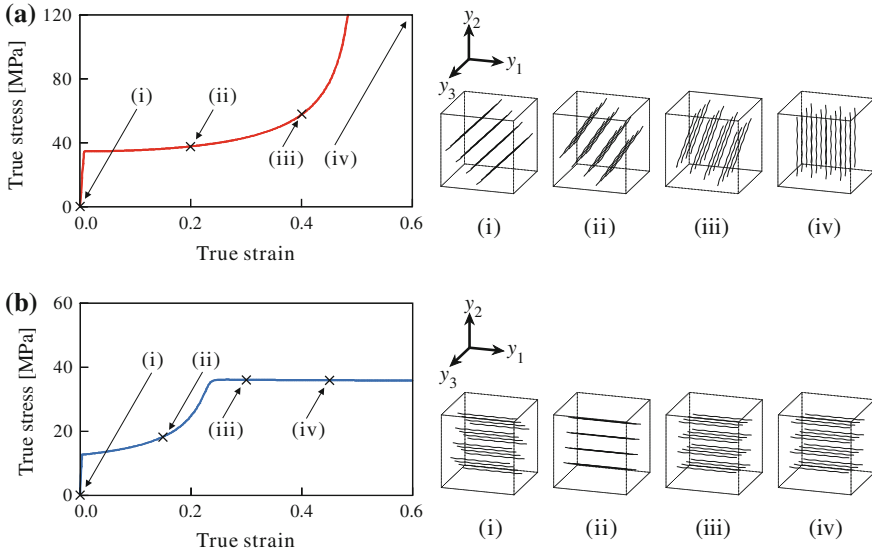 (a)
120
80
40
0
True stress [MPa]
(i)
(ii)
(iii)
(iv)
0.0
0.2
0.4
0.6
True strain
y2
y1
y3
(i)
(ii)
(iii)
(iv)
(b)
60
40
20
0
True stress [MPa]
(i)
(ii)
(iii)
(iv)
0.0
0.2
0.4
0.6
True strain
y2
y1
y3
(i)
(ii)
(iii)
(iv)